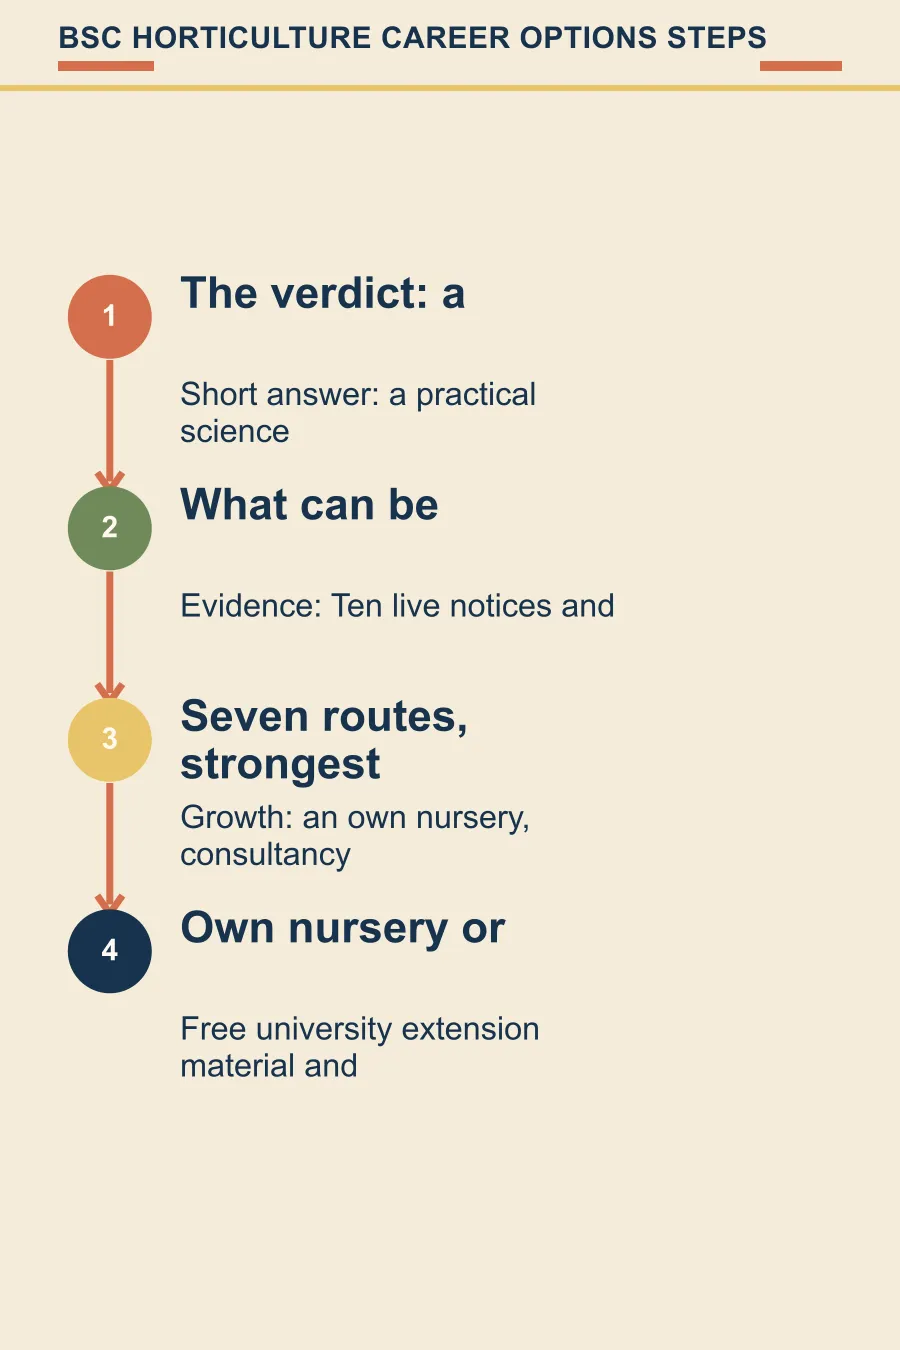 BSC HORTICULTURE CAREER OPTIONS STEPS
1
The verdict: a
Short answer: a practical
science
2
What can be
Evidence: Ten live notices and
3
Seven routes,
strongest
Growth: an own nursery,
consultancy
4
Own nursery or
Free university extension
material and